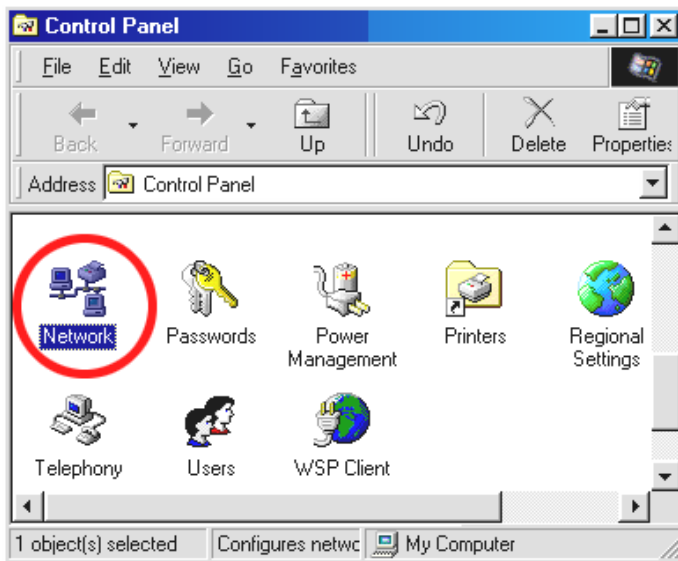 Control Panel
File Edit View Go Favorites
Back Forward Up Undo Delete Properties
Address Control Panel
Network Passwords Power Management Printers Regional Settings
Telephony Users WSP Client
1 object(s) selected Configures netwc My Computer